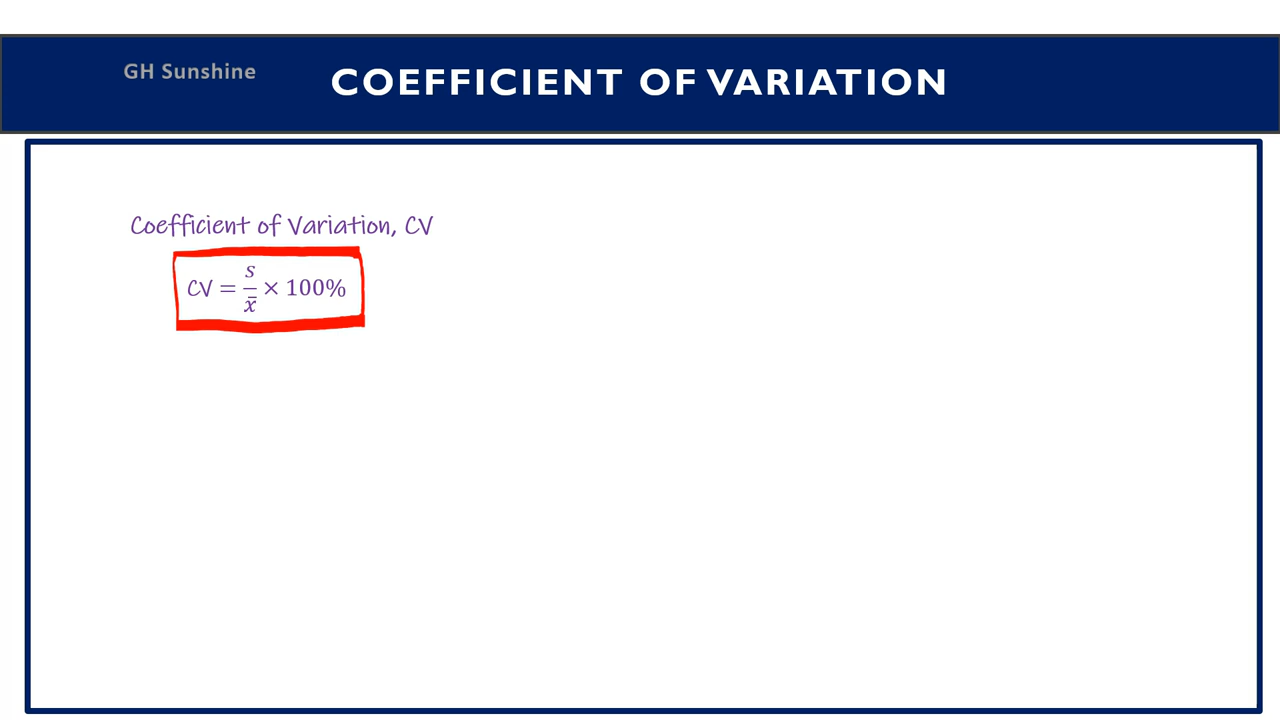 GH Sunshine
COEFFICIENT OF VARIATION
Coefficient of Variation, CV
CV = s/x̄ × 100%